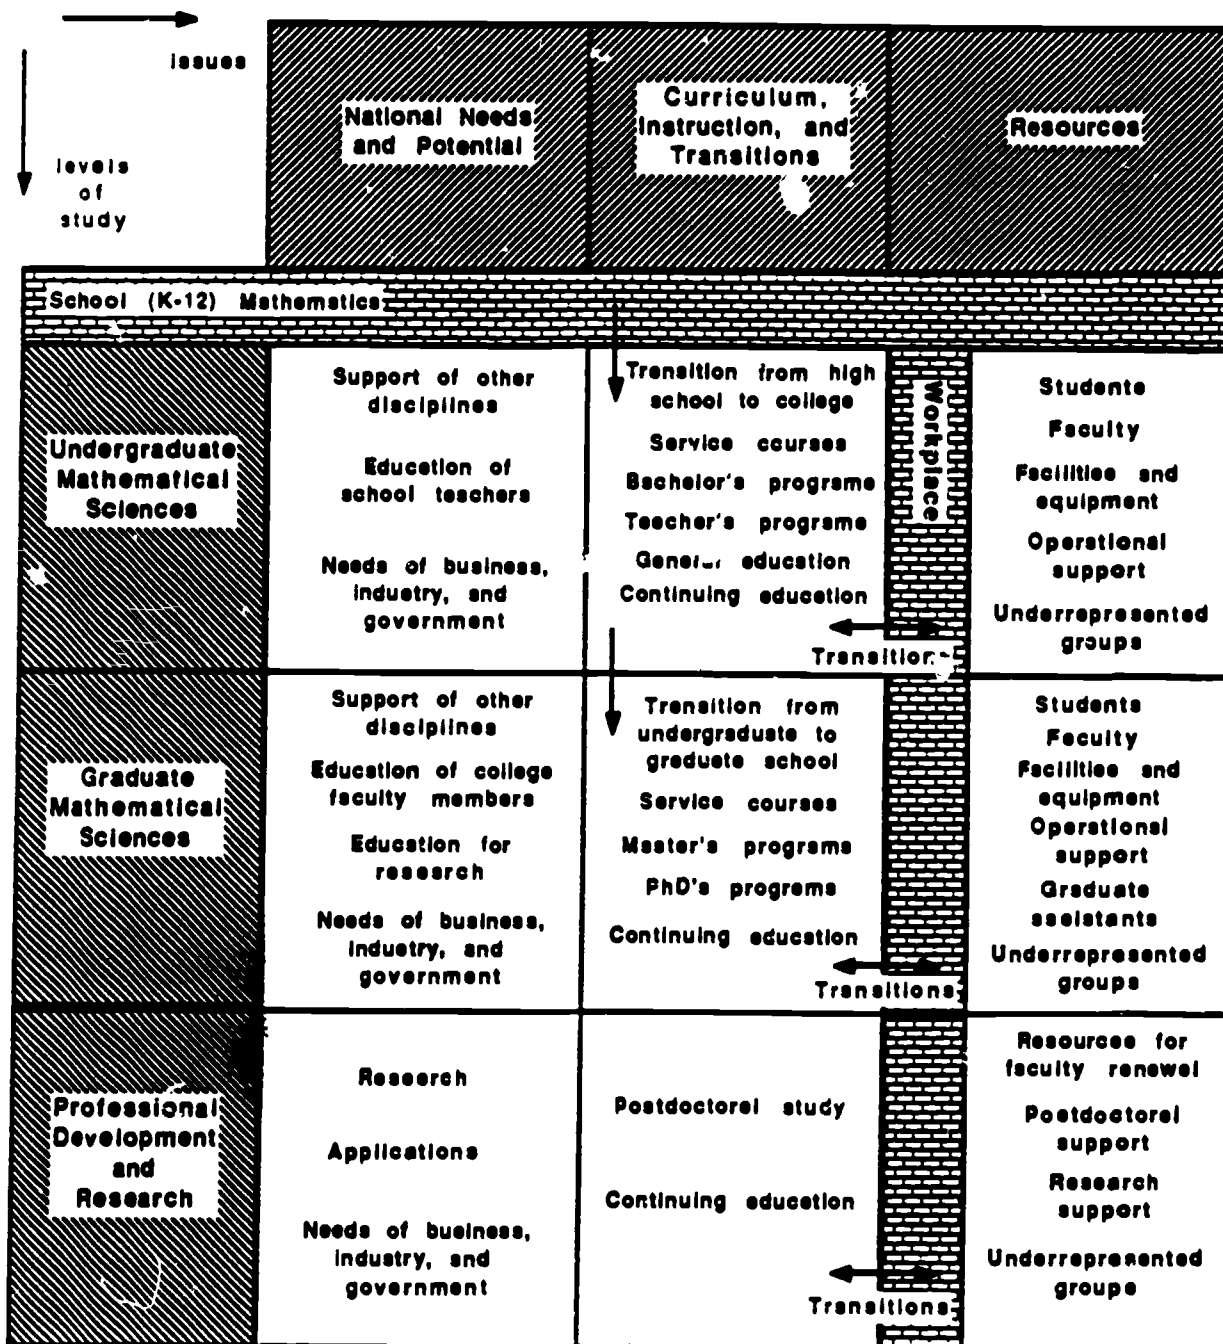 issues
levels
of
study
National Needs
and Potential
Curriculum,
Instruction, and
Transitions
Resources
School (K-12) Mathematics
Undergraduate
Mathematical
Sciences
Support of other
disciplines
Education of
school teachers
Needs of business,
industry, and
government
Transition from high
school to college
Service courses
Bachelor's programs
Teacher's programs
General education
Continuing education
Transitions
Workplace
Students
Faculty
Facilities and
equipment
Operational
support
Underrepresented
groups
Graduate
Mathematical
Sciences
Support of other
disciplines
Education of college
faculty members
Education for
research
Needs of business,
industry, and
government
Transition from
undergraduate to
graduate school
Service courses
Master's programs
PhD's programs
Continuing education
Transitions
Students
Faculty
Facilities and
equipment
Operational
support
Graduate
assistants
Underrepresented
groups
Professional
Development
and
Research
Research
Applications
Needs of business,
industry, and
government
Postdoctoral study
Continuing education
Transitions
Resources for
faculty renewal
Postdoctoral
support
Research
support
Underrepresented
groups